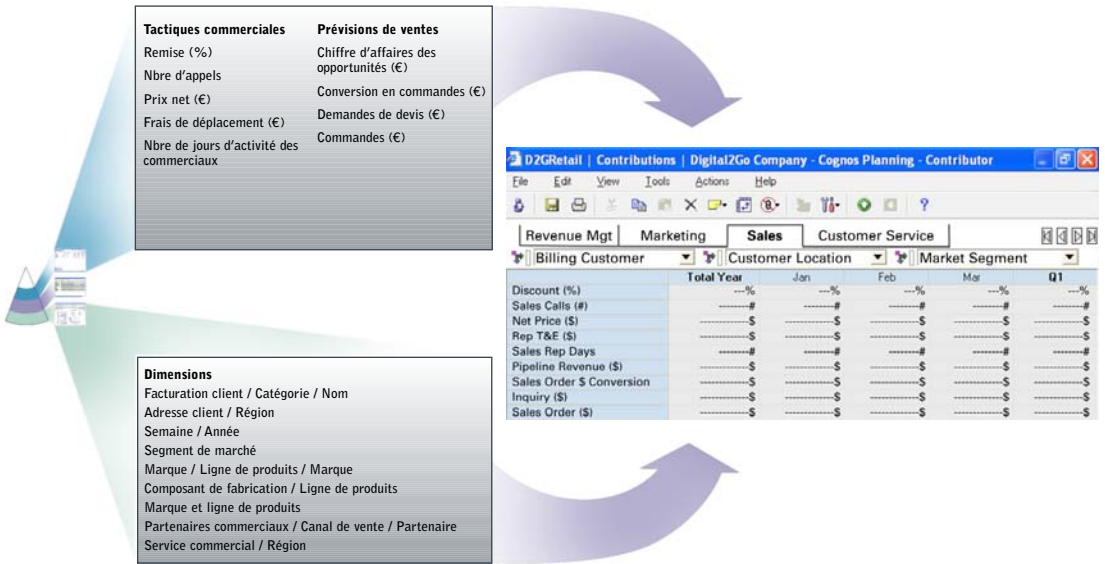 Tactiques commerciales
Remise (%)
Nbre d'appels
Prix net (€)
Frais de déplacement (€)
Nbre de jours d'activité des
commerciaux
Prévisions de ventes
Chiffre d'affaires des
opportunités (€)
Conversion en commandes (€)
Demandes de devis (€)
Commandes (€)
Dimensions
Facturation client / Catégorie / Nom
Adresse client / Région
Semaine / Année
Segment de marché
Marque / Ligne de produits / Marque
Composant de fabrication / Ligne de produits
Marque et ligne de produits
Partenaires commerciaux / Canal de vente / Partenaire
Service commercial / Région
D2GRetail | Contributions | Digital2Go Company - Cognos Planning - Contributor
File Edit View Tools Actions Help
Revenue Mgt Marketing Sales Customer Service
Billing Customer Customer Location Market Segment
Total Year Jan Feb Mar Q1
Discount (%) ---% ---% ---% ---% ---%
Sales Calls (#) --------# --------# --------# --------# --------#
Net Price ($) ------------$ ------------$ ------------$ ------------$ ------------$
Rep T&E ($) ------------$ ------------$ ------------$ ------------$ ------------$
Sales Rep Days --------# --------# --------# --------# --------#
Pipeline Revenue ($) ------------$ ------------$ ------------$ ------------$ ------------$
Sales Order $ Conversion ------------$ ------------$ ------------$ ------------$ ------------$
Inquiry ($) ------------$ ------------$ ------------$ ------------$ ------------$
Sales Order ($) ------------$ ------------$ ------------$ ------------$ ------------$